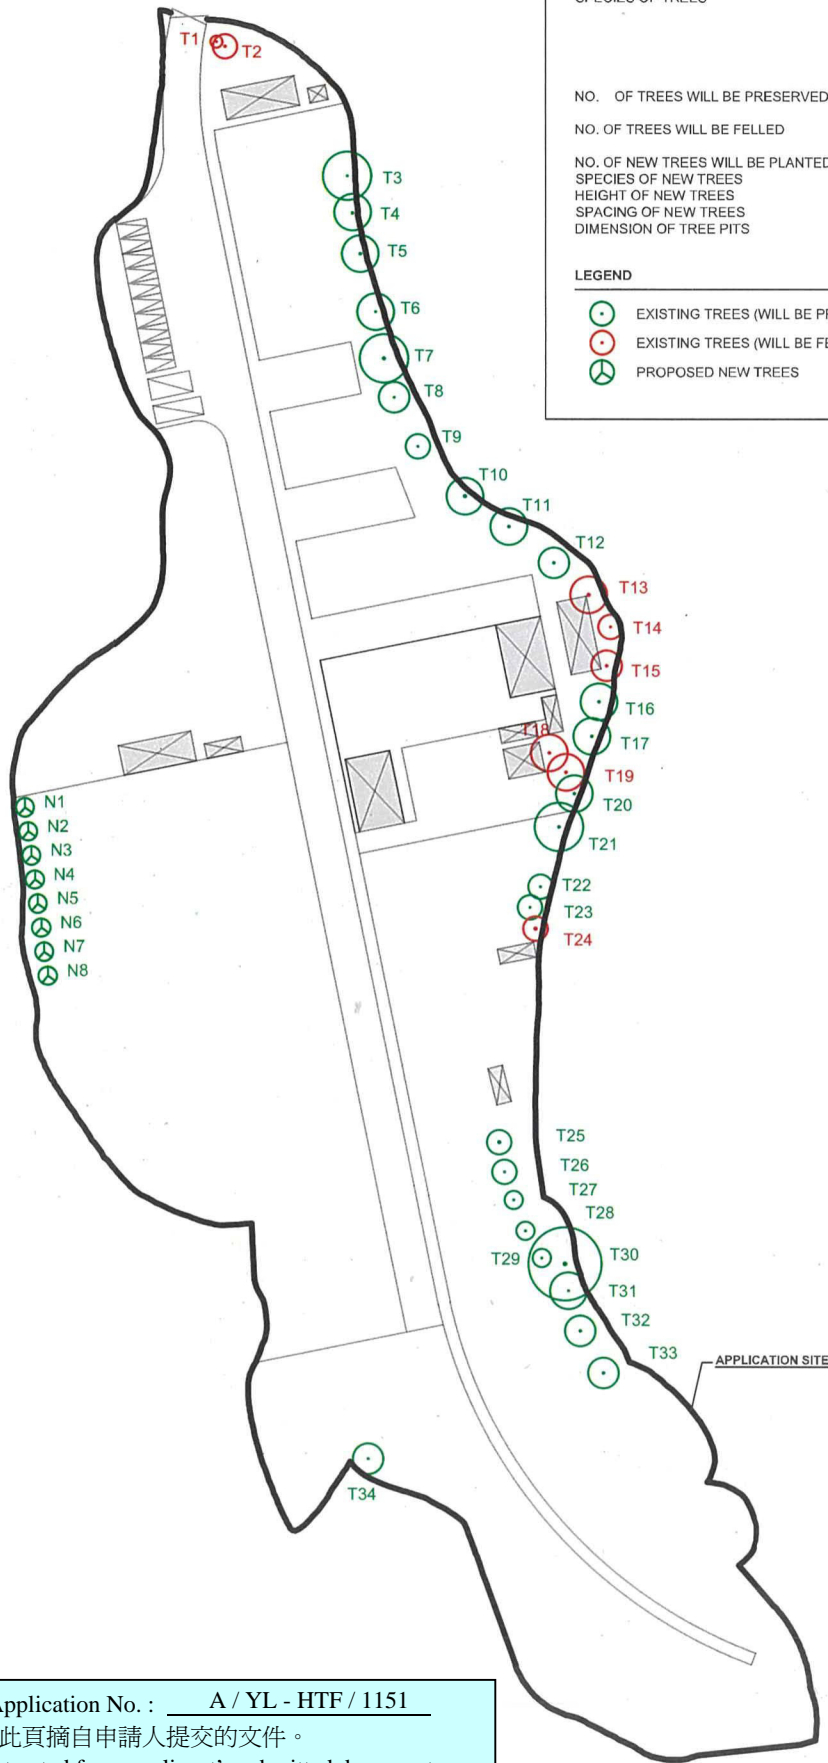 NO. OF TREES WILL BE PRESERVED
NO. OF TREES WILL BE FELLED
NO. OF NEW TREES WILL BE PLANTED
SPECIES OF NEW TREES
HEIGHT OF NEW TREES
SPACING OF NEW TREES
DIMENSION OF TREE PITS
LEGEND
EXISTING TREES (WILL BE
EXISTING TREES (WILL BE
PROPOSED NEW TREES
T1
T2
T3
T4
T5
T6
T7
T8
T9
T10
T11
T12
T13
T14
T15
T16
T17
T18
T19
T20
T21
T22
T23
T24
N1
N2
N3
N4
N5
N6
N7
N8
T25
T26
T27
T28
T29
T30
T31
T32
T33
APPLICATION SITE
T34
Application No. : A / YL - HTF / 1151
此頁摘自申請人提交的文件。